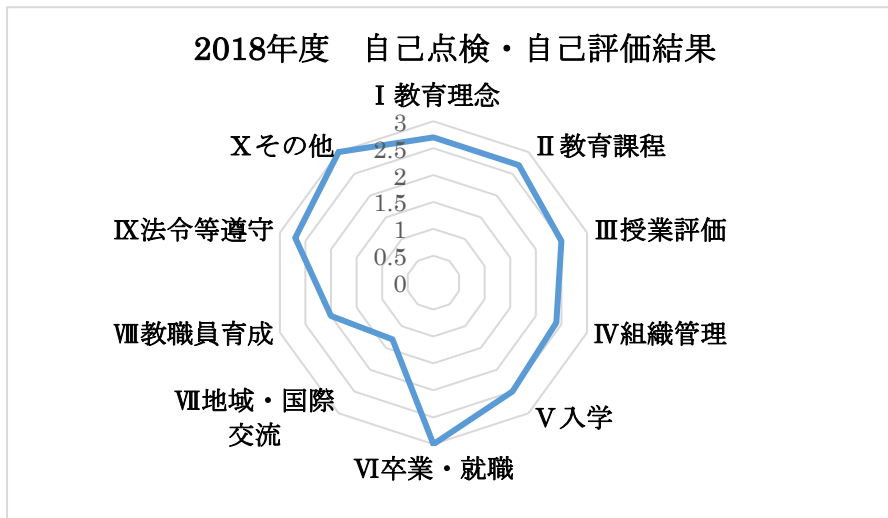 2018年度　自己点検・自己評価結果
Ⅰ教育理念
Ⅱ教育課程
Ⅲ授業評価
Ⅳ組織管理
Ⅴ入学
Ⅵ卒業・就職
Ⅶ地域・国際
交流
Ⅷ教職員育成
Ⅸ法令等遵守
Ⅹその他
3
2.5
2
1.5
1
0.5
0